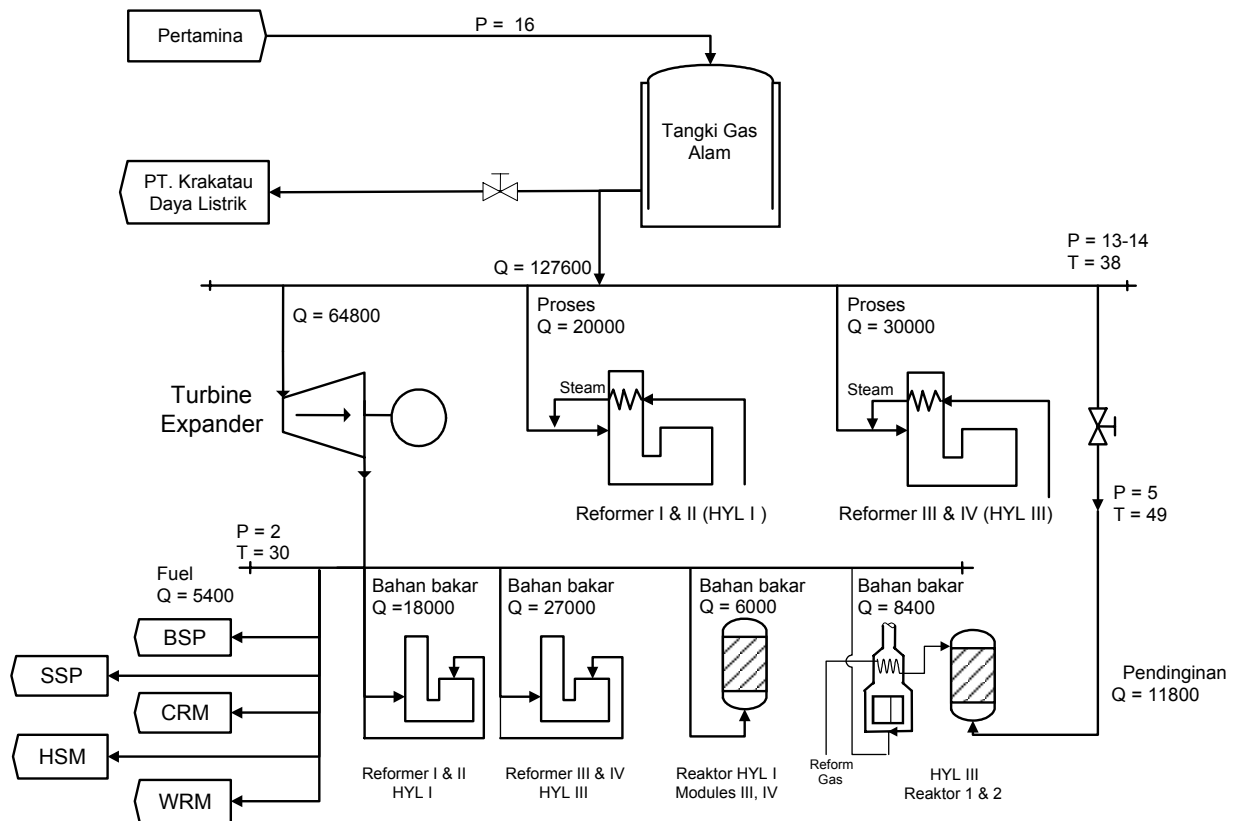 Pertamina
P = 16
Tangki Gas
Alam
PT. Krakatau
Daya Listrik
P = 13-14
T = 38
Q = 127600
Q = 64800
Proses
Q = 20000
Proses
Q = 30000
Turbine
Expander
Steam
Steam
Reformer I & II (HYL I )
Reformer III & IV (HYL III)
P = 5
T = 49
P = 2
T = 30
Fuel
Q = 5400
Bahan bakar
Q =18000
Bahan bakar
Q = 27000
Bahan bakar
Q = 6000
Bahan bakar
Q = 8400
BSP
SSP
CRM
HSM
WRM
Pendinginan
Q = 11800
Reformer I & II
HYL I
Reformer III & IV
HYL III
Reaktor HYL I
Modules III, IV
Reform
Gas
HYL III
Reaktor 1 & 2